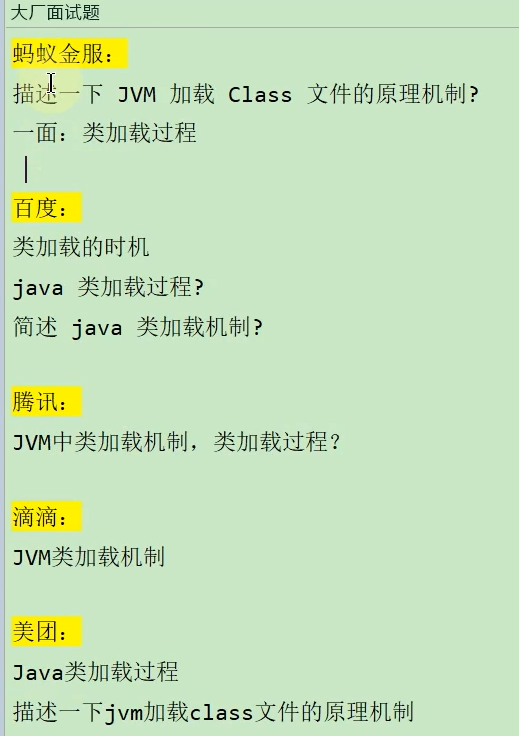 大厂面试题
蚂蚁金服：
描述一下 JVM 加载 Class 文件的原理机制?
一面：类加载过程
百度：
类加载的时机
java 类加载过程?
简述 java 类加载机制?
腾讯：
JVM中类加载机制，类加载过程?
滴滴：
JVM类加载机制
美团：
Java类加载过程
描述一下jvm加载class文件的原理机制